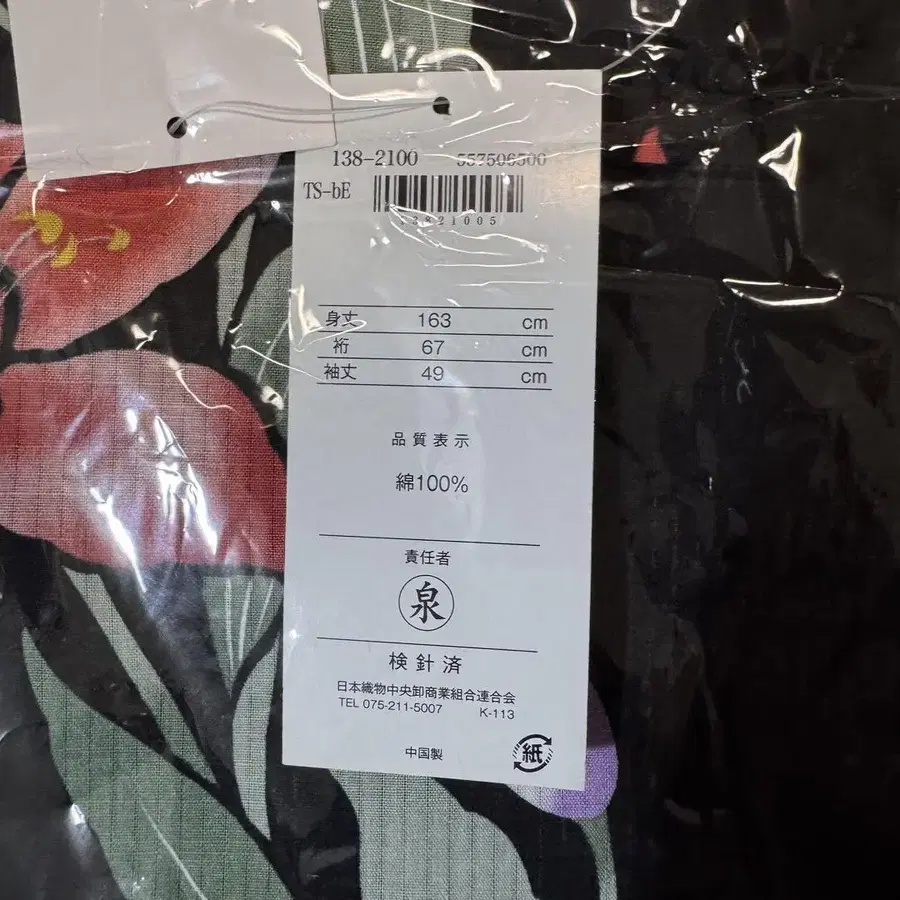 138-2100 557506500
TS-bE
13821005
身丈 163 cm
裄 67 cm
袖丈 49 cm
品質表示
綿100%
責任者
泉
検針済
日本織物中央卸商業組合連合会
TEL 075-211-5007 K-113
中国製
紙